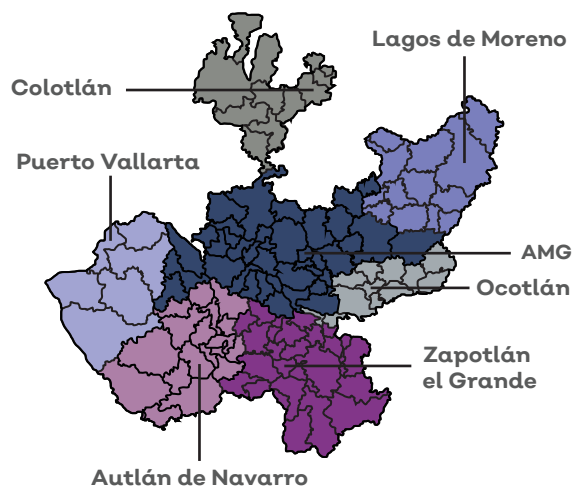 Lagos de Moreno
Colotlán
Puerto Vallarta
AMG
Ocotlán
Zapotlán
el Grande
Autlán de Navarro